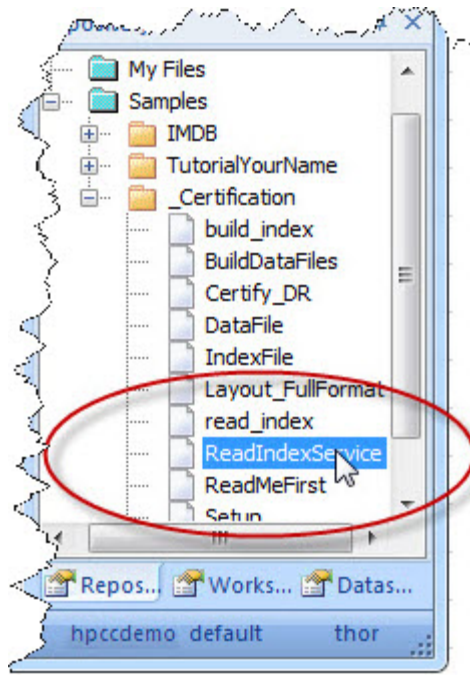 My Files
Samples
IMDB
TutorialYourName
_Certification
build_index
BuildDataFiles
Certify_DR
DataFile
IndexFile
Layout_FullFormat
read_index
ReadIndexService
ReadMeFirst
Setup
Repos... Works... Datas...
hpccdemo default thor